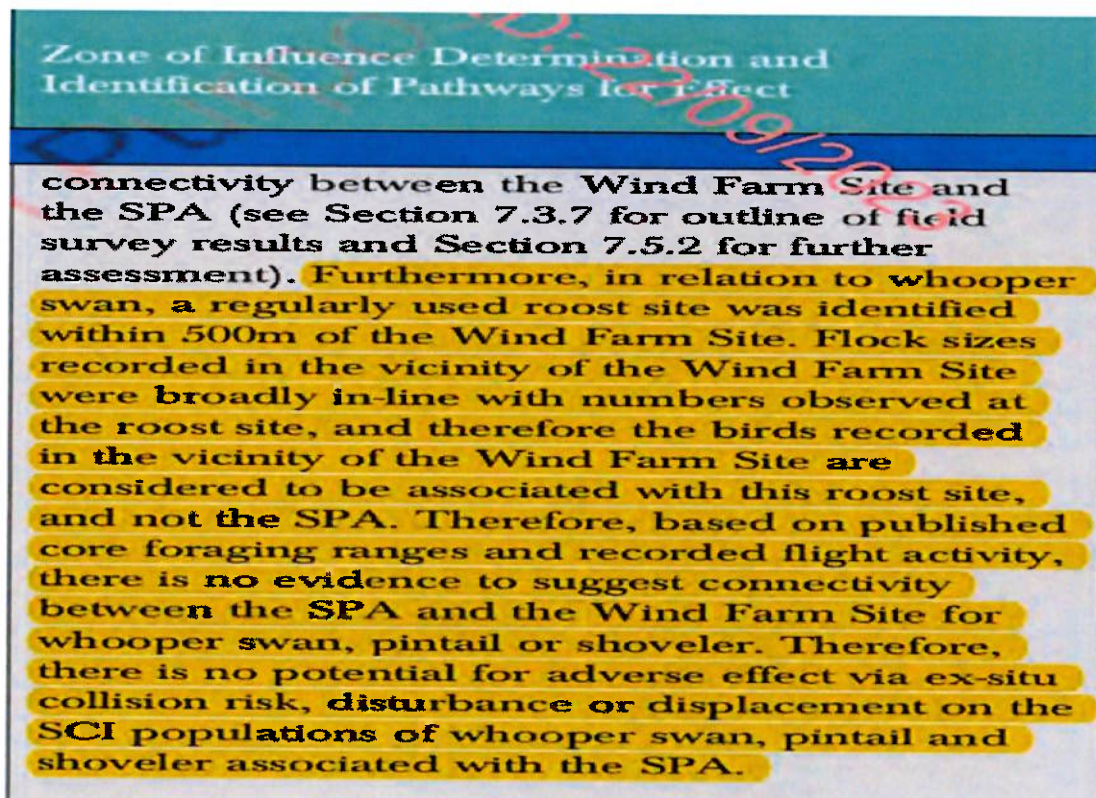 Zone of Influence Determination and
Identification of Pathways for Effect
22/09/2023
connectivity between the Wind Farm Site and
the SPA (see Section 7.3.7 for outline of field
survey results and Section 7.5.2 for further
assessment). Furthermore, in relation to whooper
swan, a regularly used roost site was identified
within 500m of the Wind Farm Site. Flock sizes
recorded in the vicinity of the Wind Farm Site
were broadly in-line with numbers observed at
the roost site, and therefore the birds recorded
in the vicinity of the Wind Farm Site are
considered to be associated with this roost site,
and not the SPA. Therefore, based on published
core foraging ranges and recorded flight activity,
there is no evidence to suggest connectivity
between the SPA and the Wind Farm Site for
whooper swan, pintail or shoveler. Therefore,
there is no potential for adverse effect via ex-situ
collision risk, disturbance or displacement on the
SCI populations of whooper swan, pintail and
shoveler associated with the SPA.